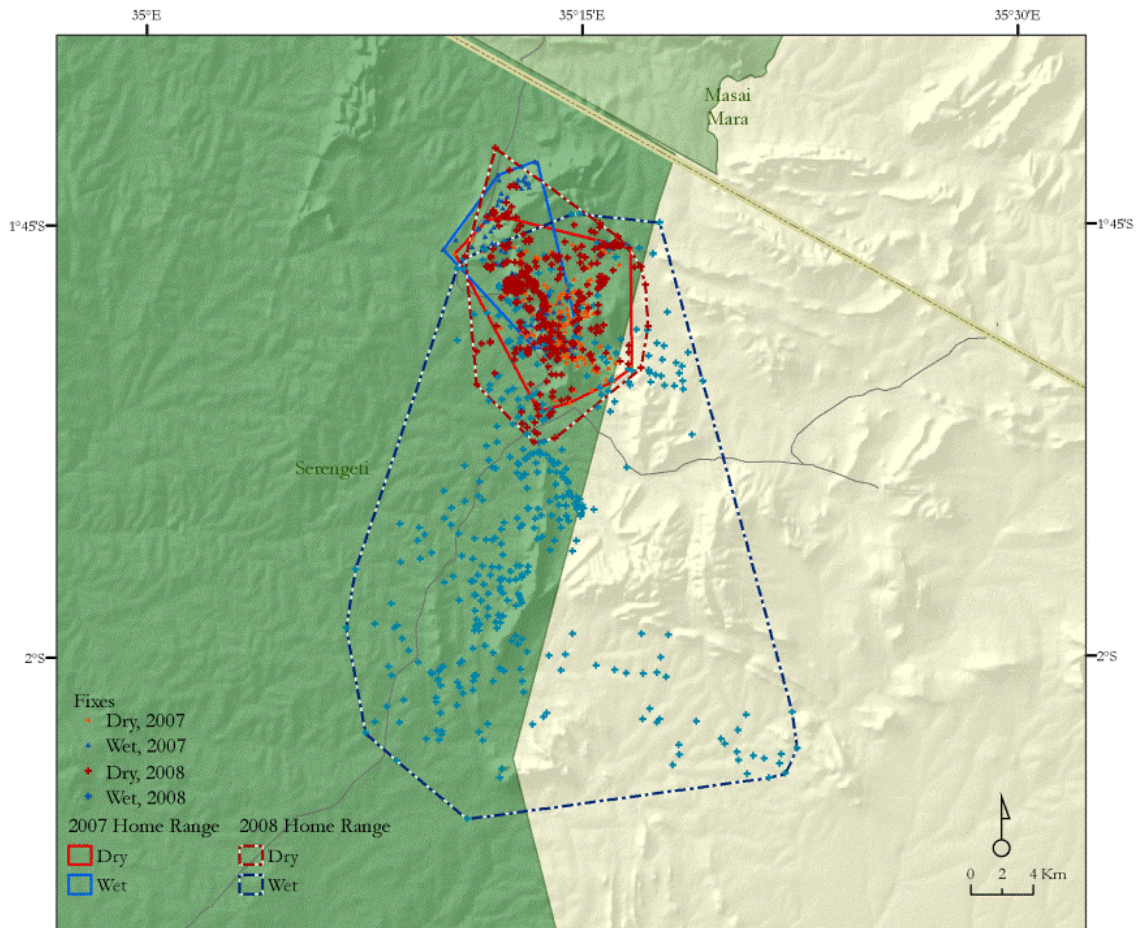 35°E
35°15'E
35°30'E
Masai
Mara
1°45'S
1°45'S
Serengeti
2°S
2°S
Fixes
Dry, 2007
Wet, 2007
Dry, 2008
Wet, 2008
2007 Home Range
2008 Home Range
Dry
Dry
Wet
Wet
0 2 4 Km